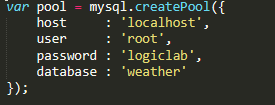 var pool = mysql.createPool({
    host     : 'localhost',
    user     : 'root',
    password : 'logiclab',
    database : 'weather'
});